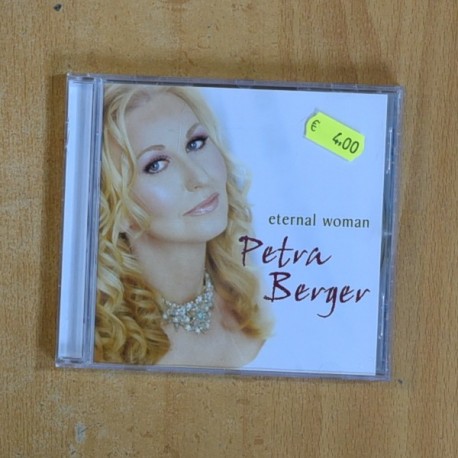 € 4,00
eternal woman
Petra
Berger